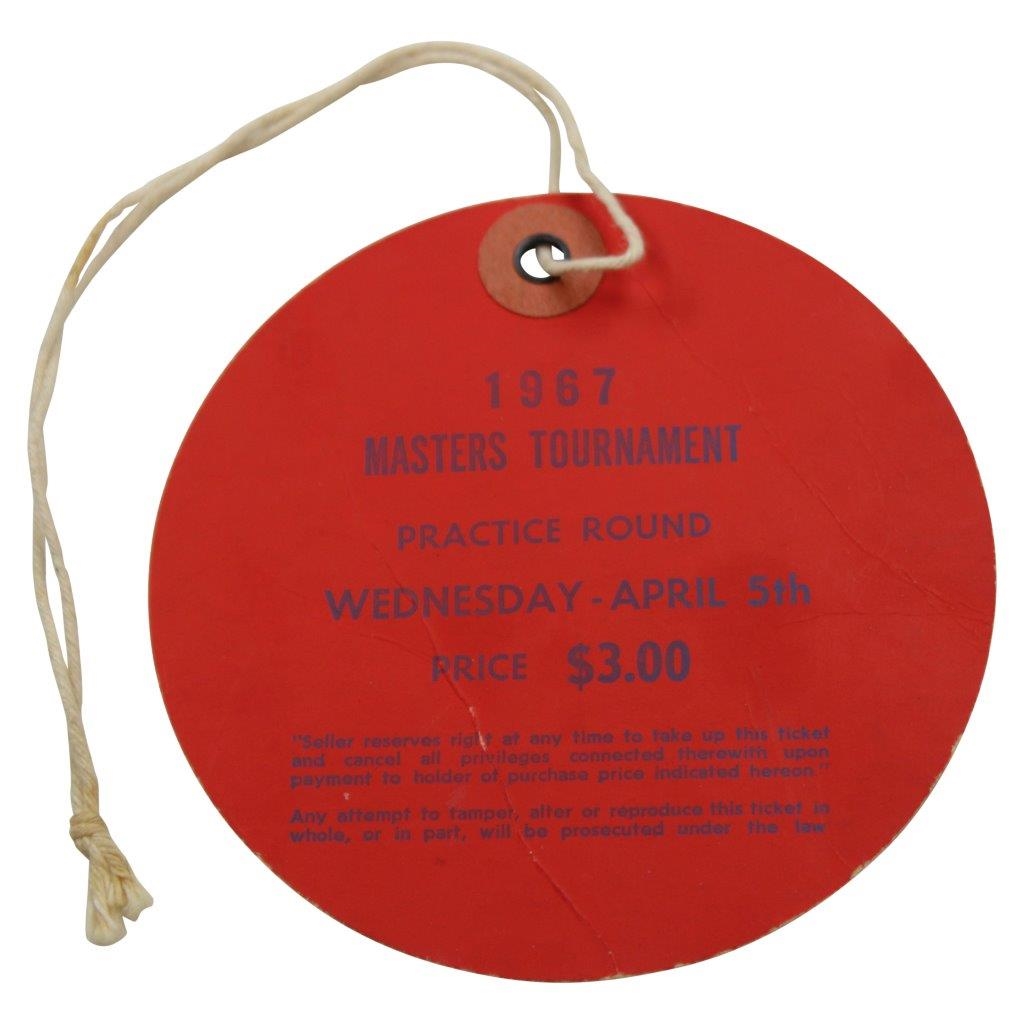 1967
MASTERS TOURNAMENT
PRACTICE ROUND
WEDNESDAY - APRIL 5th
PRICE $3.00
"Seller reserves right at any time to take up this ticket
and cancel all privileges connected therewith upon
payment to holder of purchase price indicated hereon."
Any attempt to tamper, alter or reproduce this ticket in
whole, or in part, will be prosecuted under the law